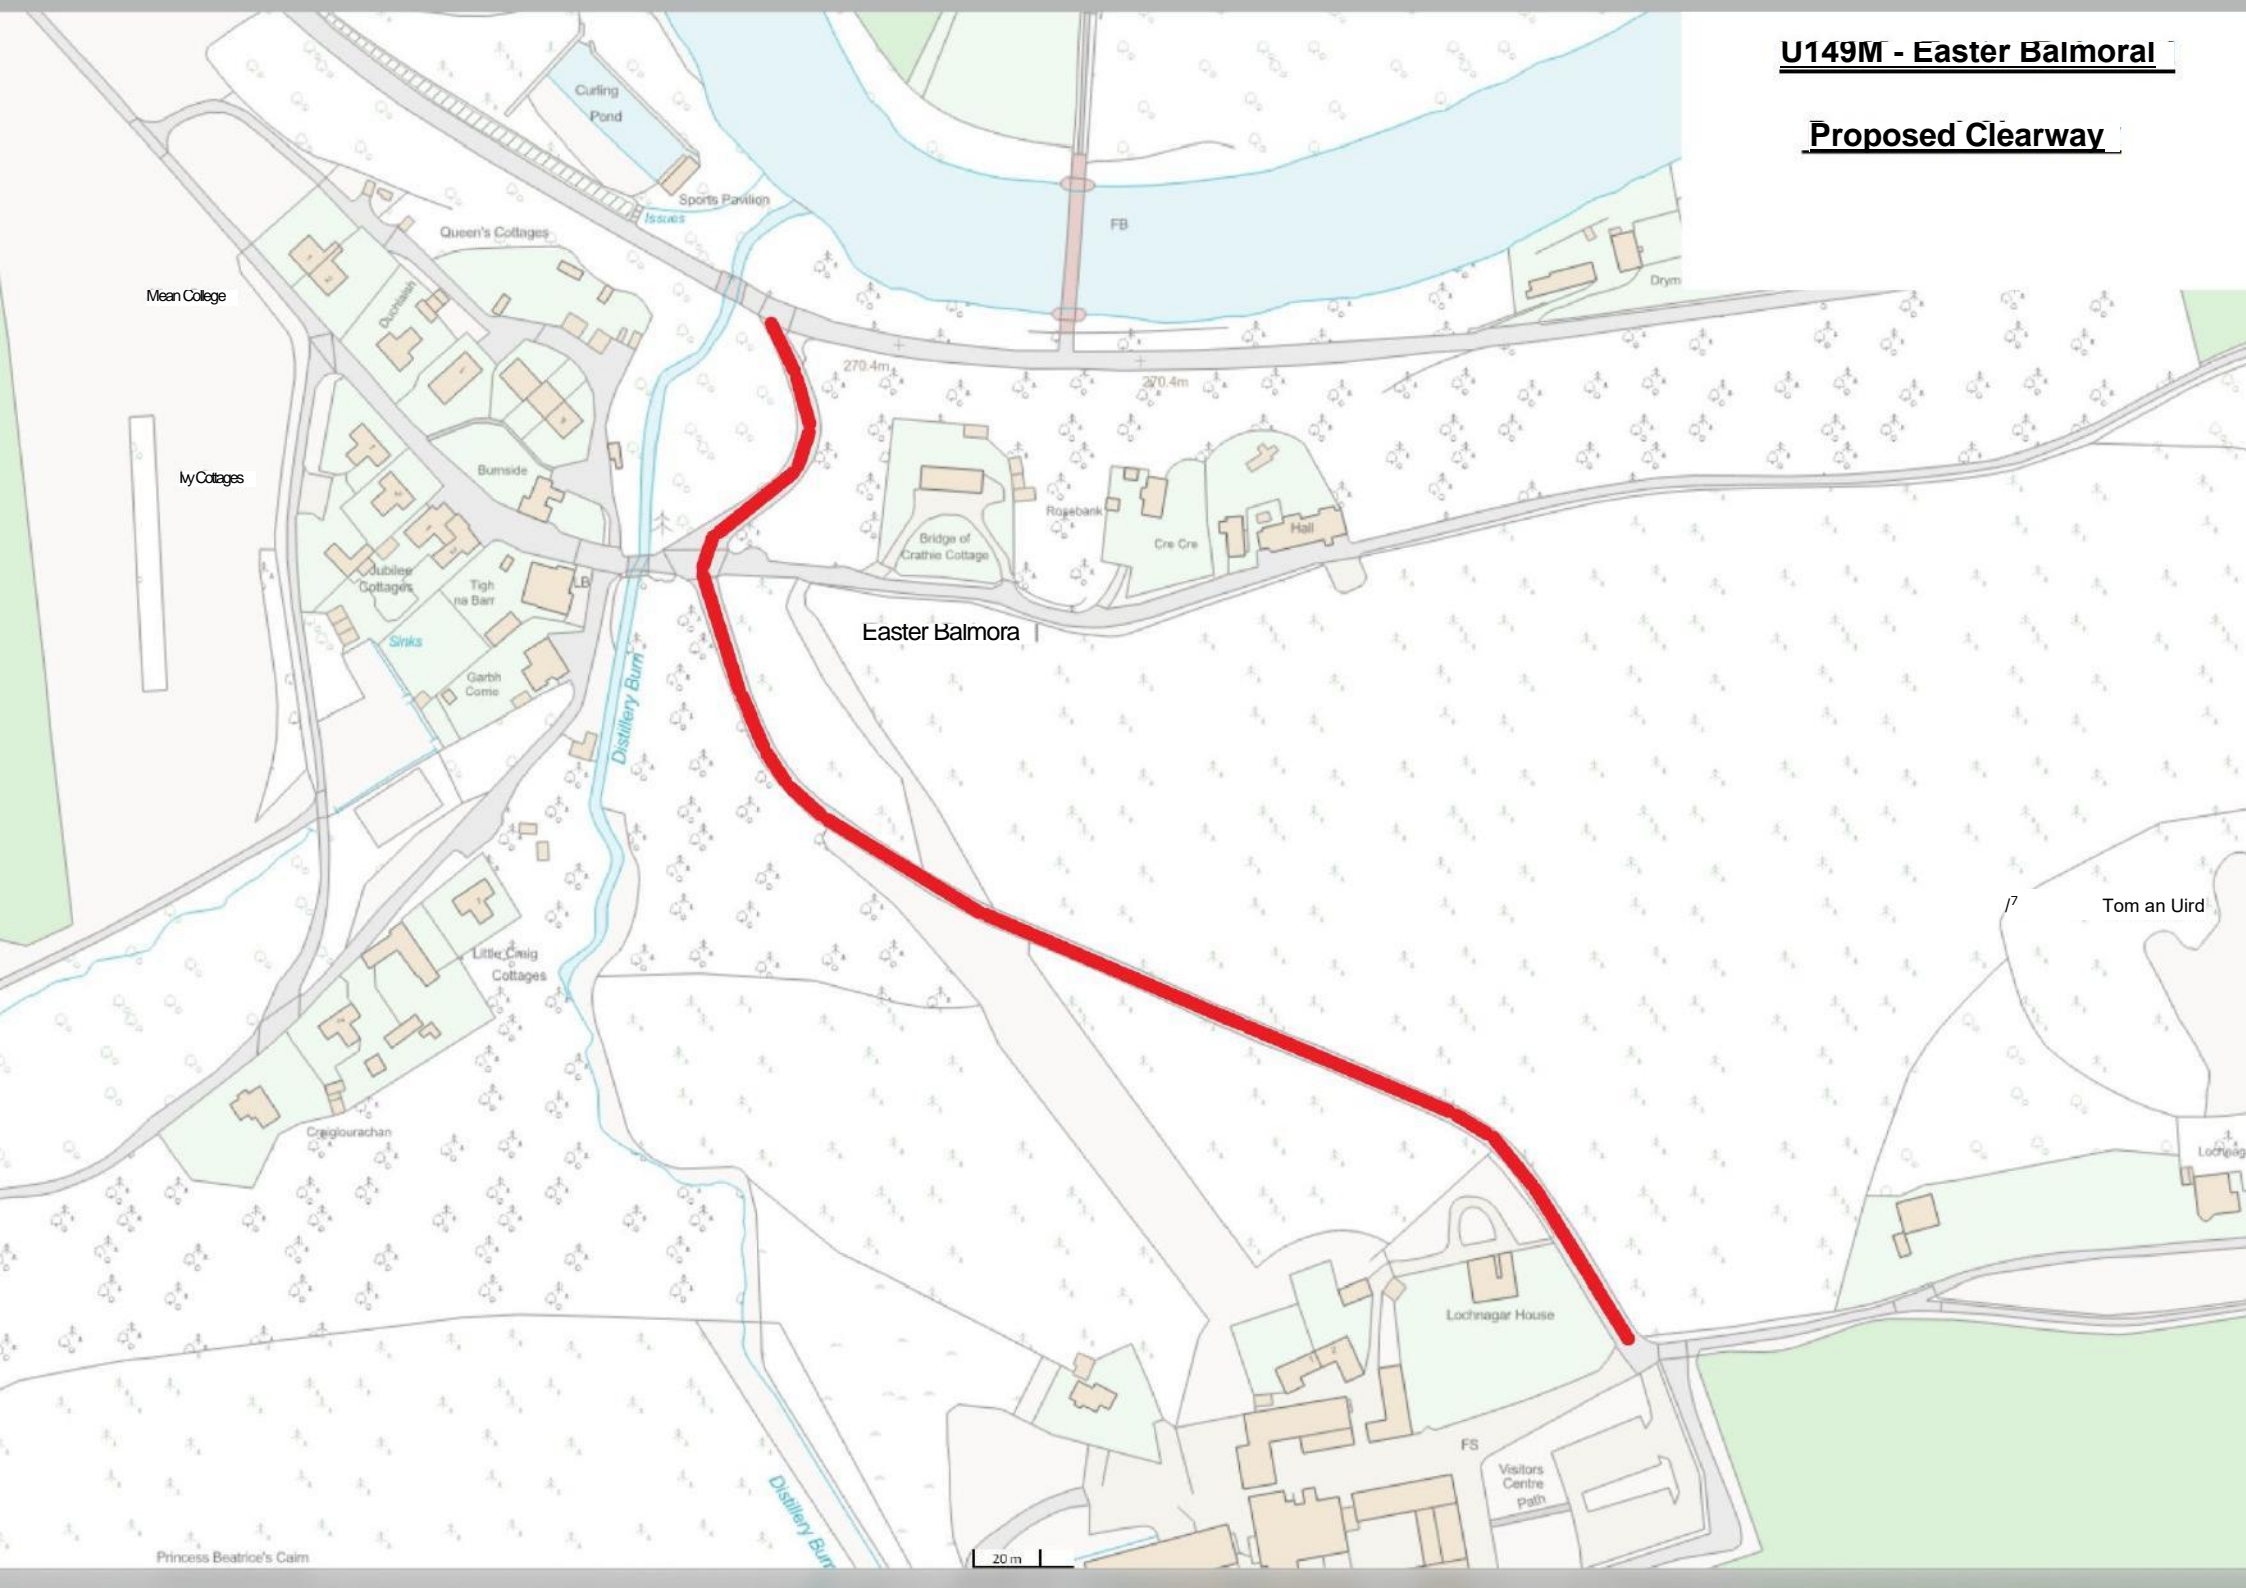 U149M - Easter Balmoral
Proposed Clearway
Curling
Pond
Sports Pavilion
Issues
Queen's Cottages
FB
Drym
Mean College
Duchlaish
270.4m
270.4m
Ivy Cottages
Burnside
Rosebank
Hall
Bridge of
Crathie Cottage
Cre Cre
Jubilee
Cottages
Tigh
na Barr
LB
Sinks
Easter Balmora
Garbh
Corrie
Distillery Burn
Tom an Uird
Little Craig
Cottages
Craiglourachan
Lochnag
Lochnagar House
FS
Visitors
Centre
Path
Distillery Burn
Princess Beatrice's Cairn
20 m